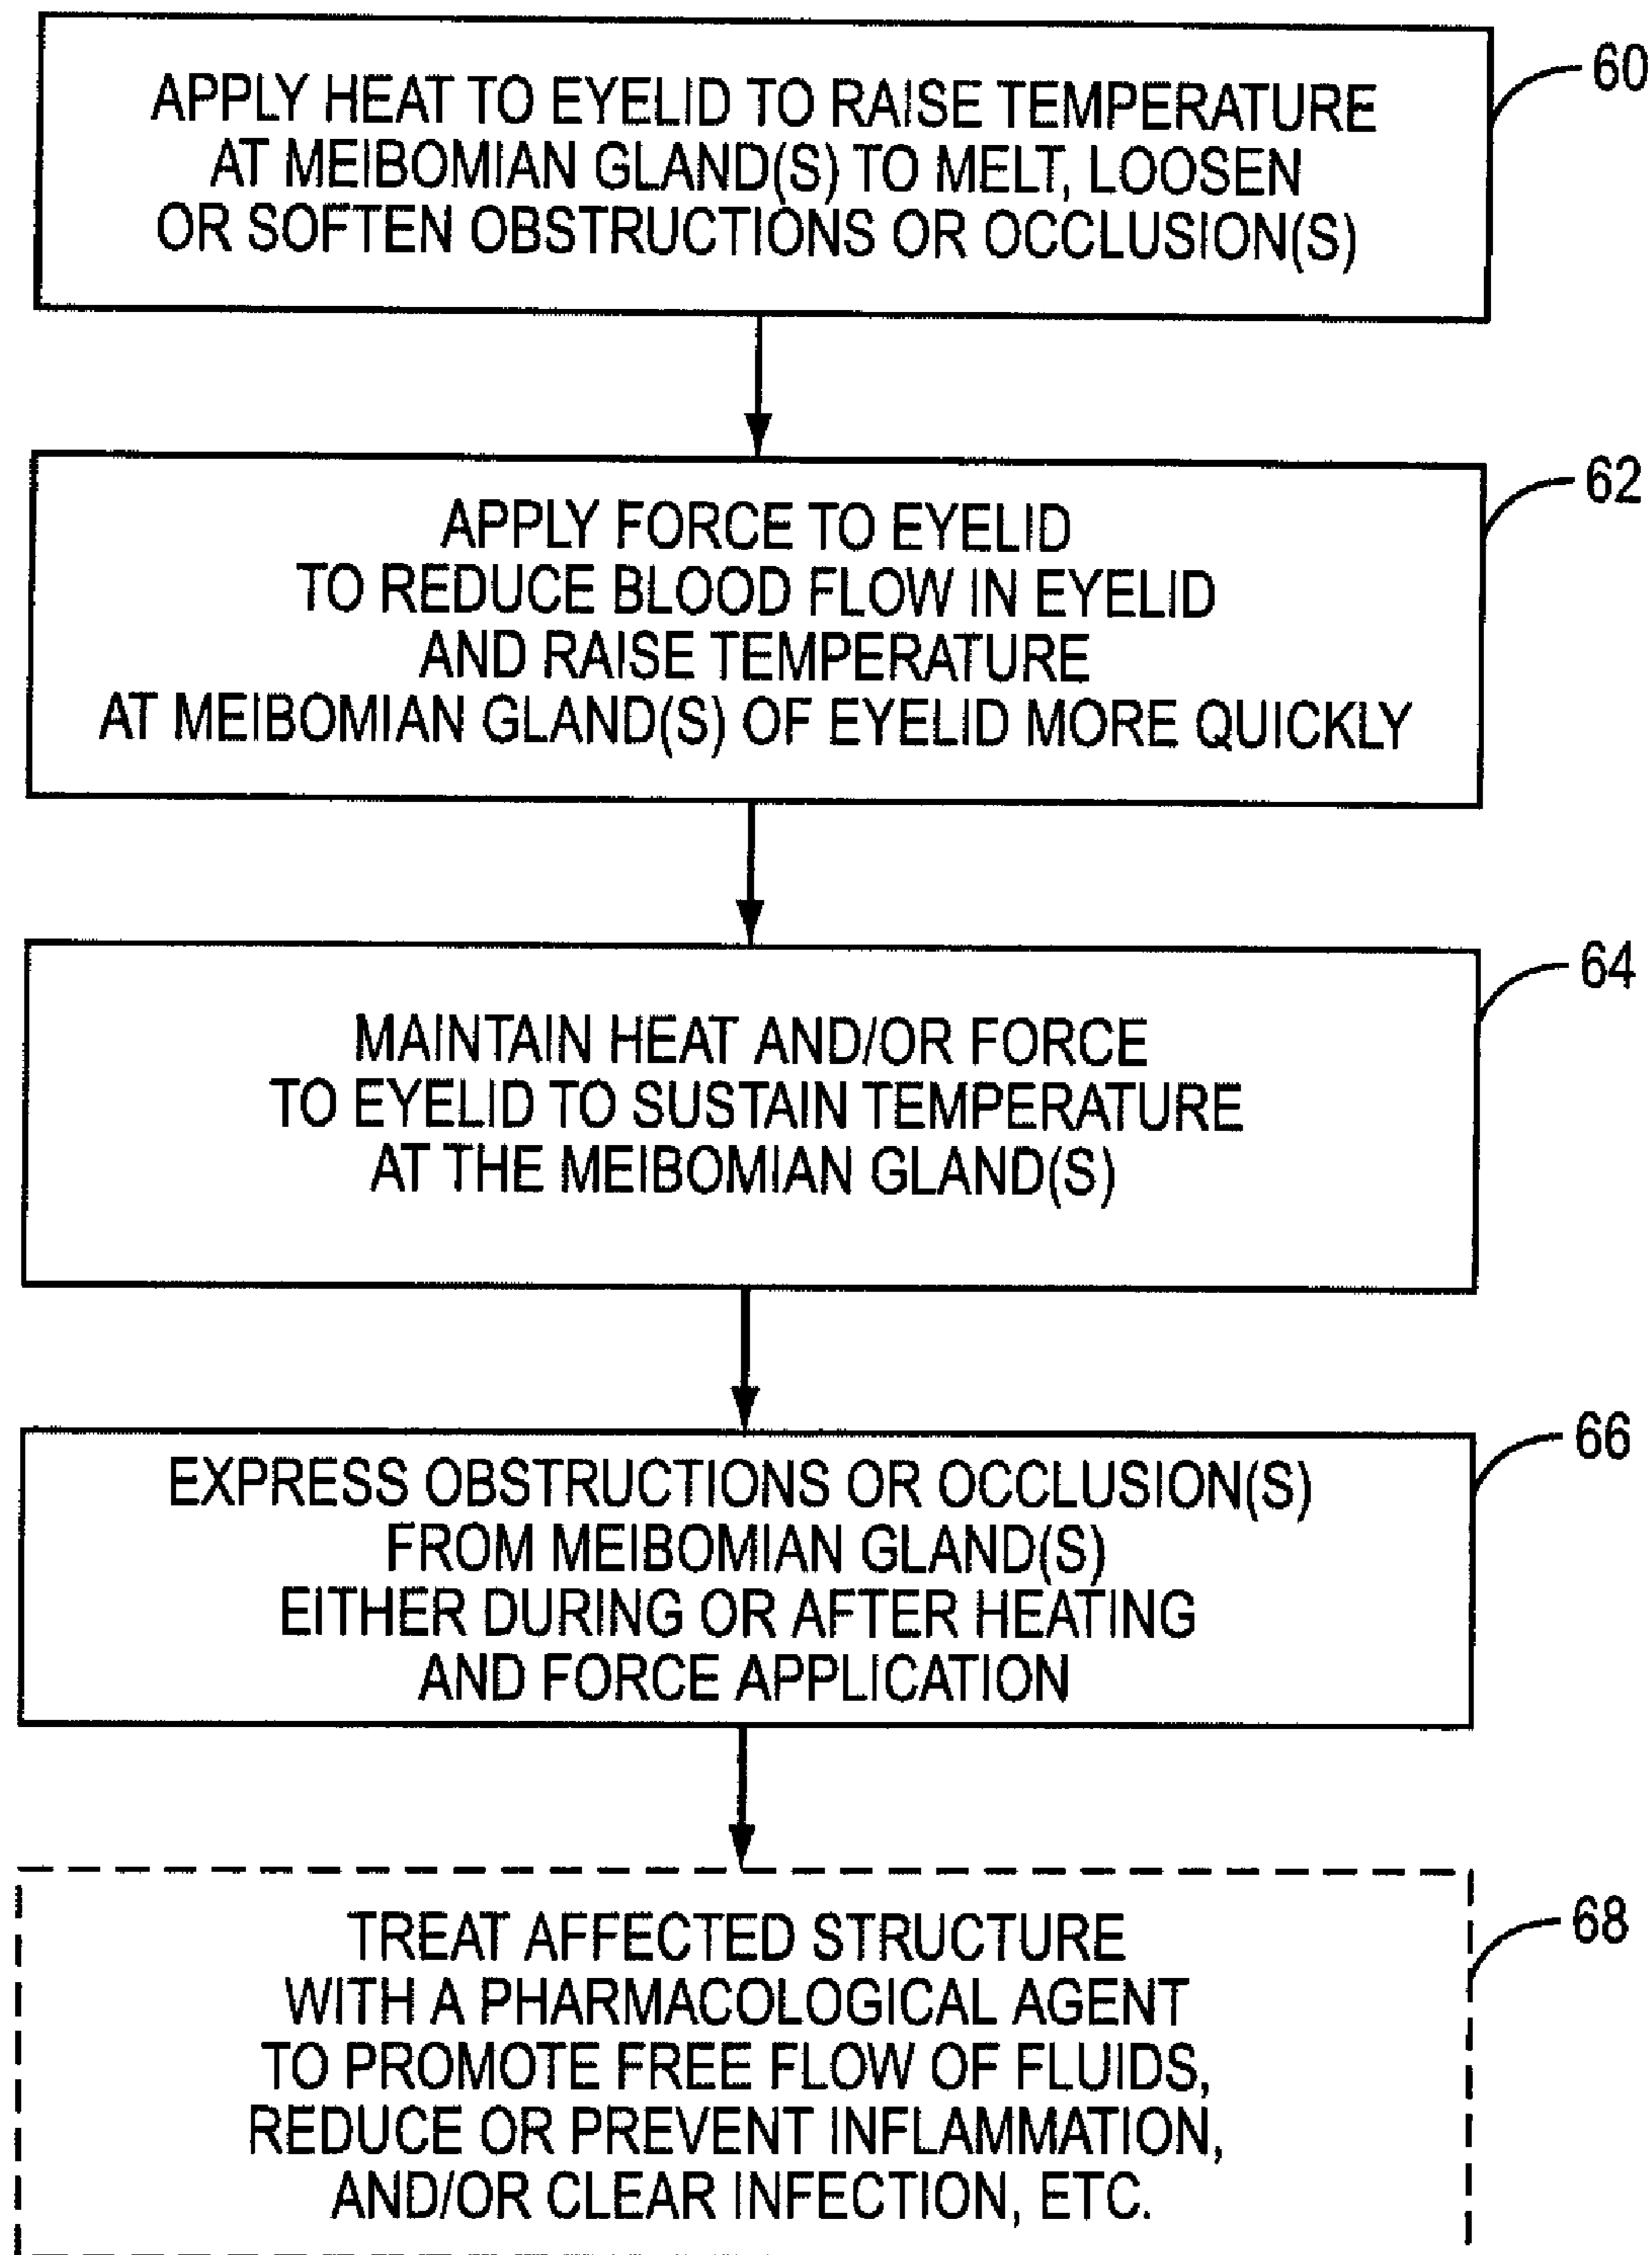 APPLY HEAT TO EYELID TO RAISE TEMPERATURE
AT MEIBOMIAN GLAND(S) TO MELT, LOOSEN
OR SOFTEN OBSTRUCTIONS OR OCCLUSION(S)
60
APPLY FORCE TO EYELID
TO REDUCE BLOOD FLOW IN EYELID
AND RAISE TEMPERATURE
AT MEIBOMIAN GLAND(S) OF EYELID MORE QUICKLY
62
MAINTAIN HEAT AND/OR FORCE
TO EYELID TO SUSTAIN TEMPERATURE
AT THE MEIBOMIAN GLAND(S)
64
EXPRESS OBSTRUCTIONS OR OCCLUSION(S)
FROM MEIBOMIAN GLAND(S)
EITHER DURING OR AFTER HEATING
AND FORCE APPLICATION
66
TREAT AFFECTED STRUCTURE
WITH A PHARMACOLOGICAL AGENT
TO PROMOTE FREE FLOW OF FLUIDS,
REDUCE OR PREVENT INFLAMMATION,
AND/OR CLEAR INFECTION, ETC.
68